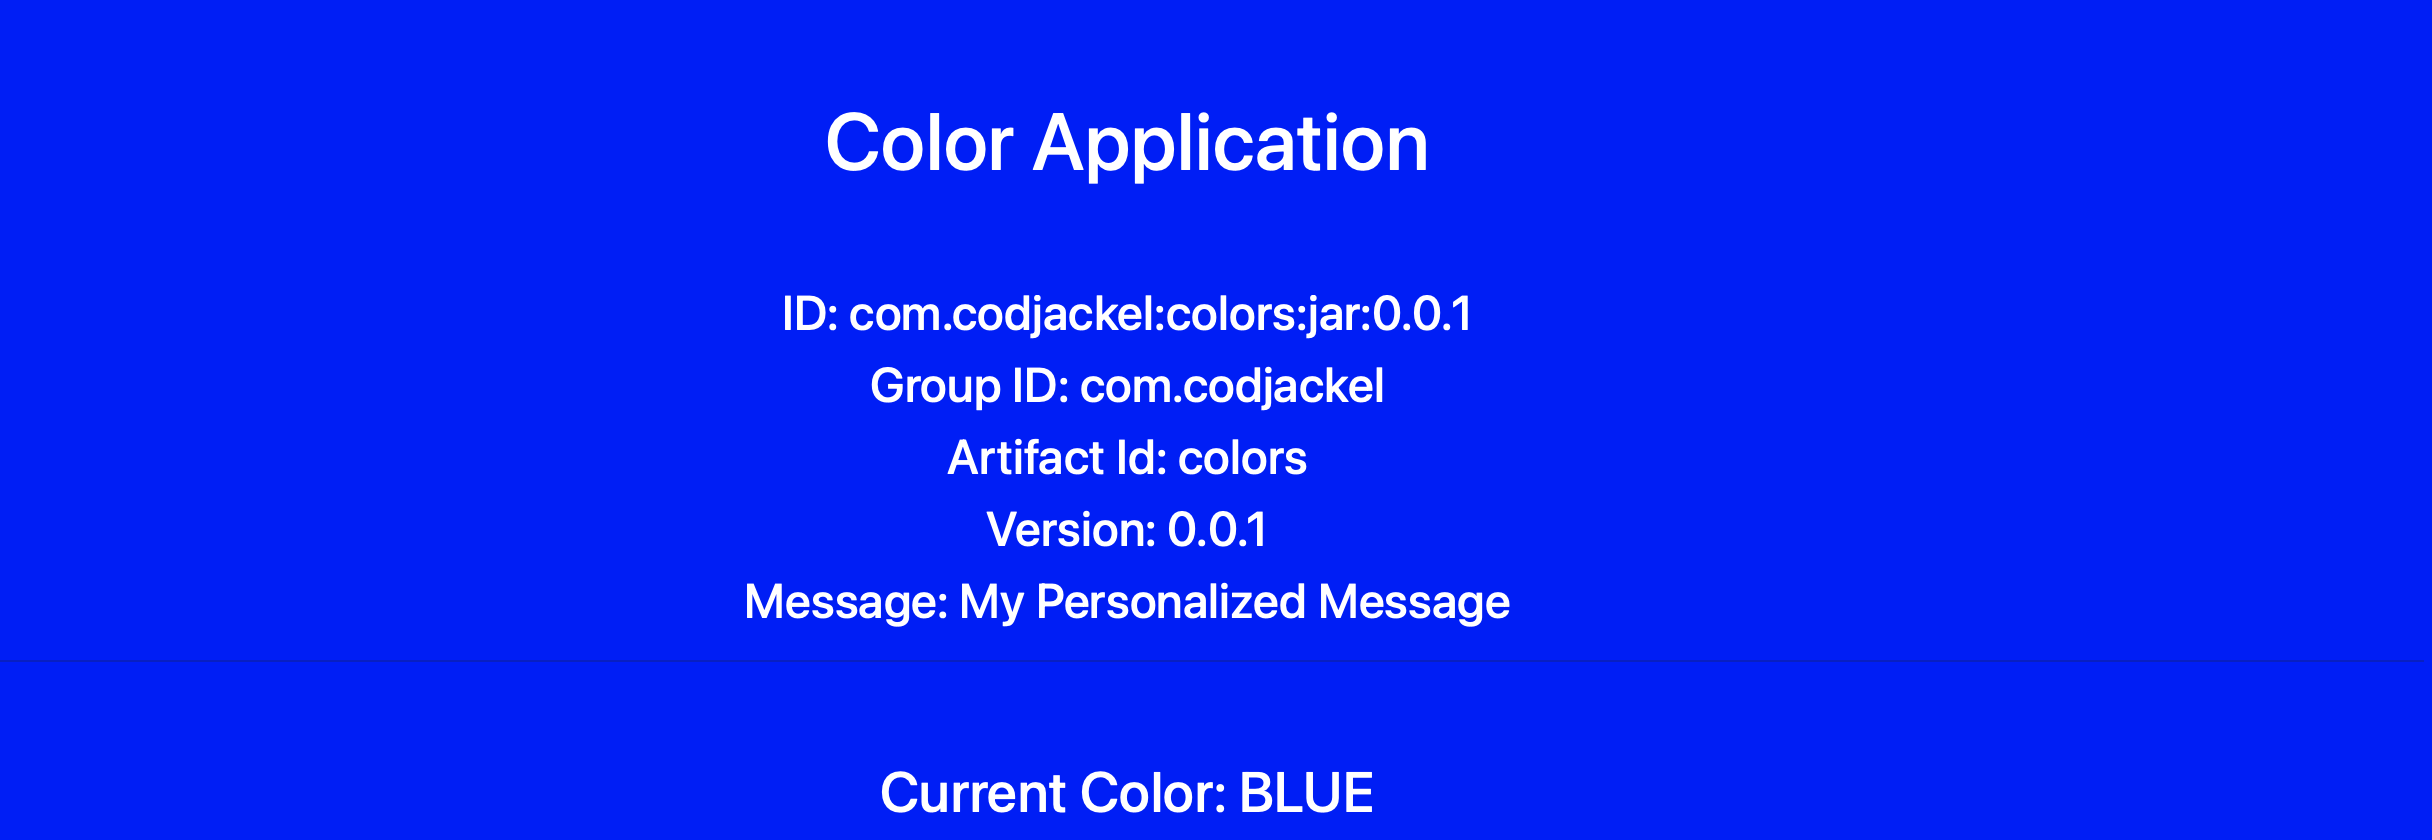 Color Application
ID: com.codjackel:colors:jar:0.0.1
Group ID: com.codjackel
Artifact Id: colors
Version: 0.0.1
Message: My Personalized Message
Current Color: BLUE